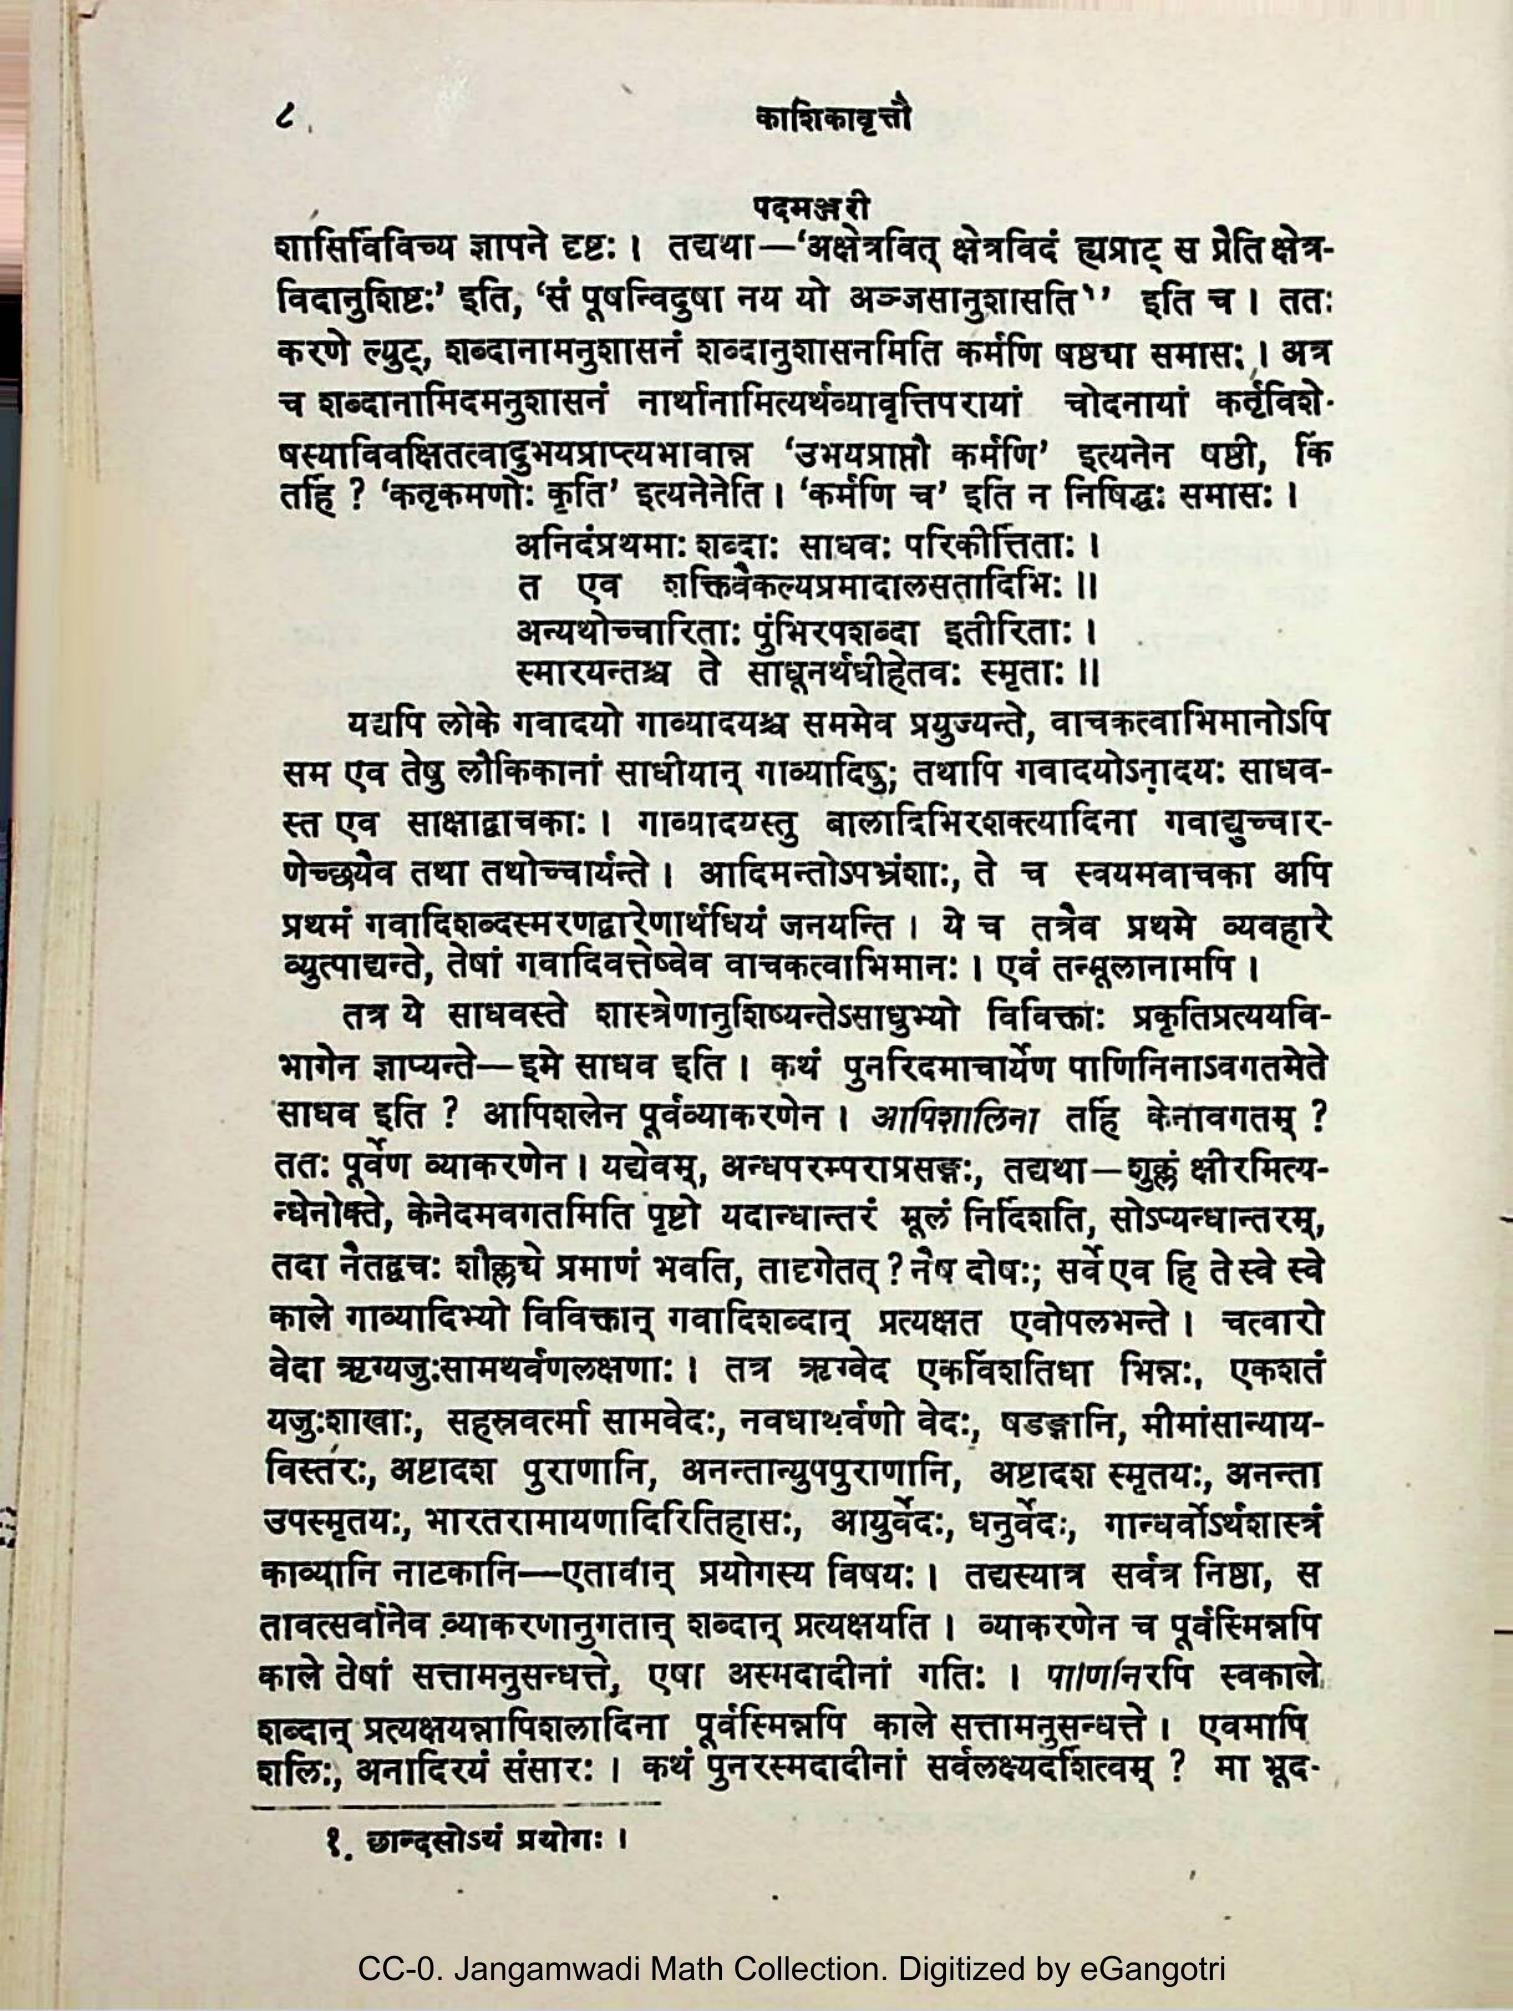 ८
काशिकावृत्तौ
पदमञ्जरी
शासिर्विविच्य ज्ञापने दृष्टः । तद्यथा—‘अक्षेत्रवित् क्षेत्रविदं ह्यप्राट् स प्रैति क्षेत्र-
विदानुशिष्टः’ इति, ‘सं पूषन्विदुषा नय यो अञ्जसानुशासति१’ इति च । ततः
करणे ल्युट्, शब्दानामनुशासनं शब्दानुशासनमिति कर्मणि षष्ठ्या समासः । अत्र
च शब्दानामिदमनुशासनं नार्थानामित्यर्थव्यावृत्तिपरायां चोदनायां कर्तृविशे-
षस्याविवक्षितत्वादुभयप्राप्त्यभावान्न ‘उभयप्राप्तौ कर्मणि’ इत्यनेन षष्ठी, किं
तर्हि ? ‘कतृकमणोः कृति’ इत्यनेनेति । ‘कर्मणि च’ इति न निषिद्धः समासः ।
अनिदंप्रथमाः शब्दाः साधवः परिकीर्त्तिताः ।
त एव शक्तिवैकल्यप्रमादालसतादिभिः ॥
अन्यथोच्चारिताः पुंभिरपशब्दा इतीरिताः ।
स्मारयन्तश्च ते साधूनर्थधीहेतवः स्मृताः ॥
यद्यपि लोके गवादयो गाव्यादयश्च सममेव प्रयुज्यन्ते, वाचकत्वाभिमानोऽपि
सम एव तेषु लौकिकानां साधीयान् गाव्यादिषु; तथापि गवादयोऽनादयः साधव-
स्त एव साक्षाद्वाचकाः । गाव्यादयस्तु बालादिभिरशक्त्यादिना गवाद्युच्चार-
णेच्छयैव तथा तथोच्चार्यन्ते । आदिमन्तोऽपभ्रंशाः, ते च स्वयमवाचका अपि
प्रथमं गवादिशब्दस्मरणद्वारेणार्थधियं जनयन्ति । ये च तत्रैव प्रथमे व्यवहारे
व्युत्पाद्यन्ते, तेषां गवादिवत्तेष्वेव वाचकत्वाभिमानः । एवं तन्मूलानामपि ।
तत्र ये साधवस्ते शास्त्रेणानुशिष्यन्तेऽसाधुभ्यो विविक्ताः प्रकृतिप्रत्ययवि-
भागेन ज्ञाप्यन्ते—इमे साधव इति । कथं पुनरिदमाचार्येण पाणिनिनाऽवगतमेते
साधव इति ? आपिशलेन पूर्वव्याकरणेन । आपिशालिना तर्हि केनावगतम् ?
ततः पूर्वेण व्याकरणेन । यद्येवम्, अन्धपरम्पराप्रसङ्गः, तद्यथा—शुक्लं क्षीरमित्य-
न्धेनोक्ते, केनेदमवगतमिति पृष्टो यदान्धान्तरं मूलं निर्दिशति, सोऽप्यन्धान्तरम्,
तदा नैतद्वचः शौक्ल्ये प्रमाणं भवति, तादृगेतत् ? नैष दोषः; सर्वे एव हि ते स्वे स्वे
काले गाव्यादिभ्यो विविक्तान् गवादिशब्दान् प्रत्यक्षत एवोपलभन्ते । चत्वारो
वेदा ऋग्यजुःसामथर्वणलक्षणाः । तत्र ऋग्वेद एकविंशतिधा भिन्नः, एकशतं
यजुःशाखाः, सहस्रवर्त्मा सामवेदः, नवधाथर्वणो वेदः, षडङ्गानि, मीमांसान्याय-
विस्तरः, अष्टादश पुराणानि, अनन्तान्युपपुराणानि, अष्टादश स्मृतयः, अनन्ता
उपस्मृतयः, भारतरामायणादिरितिहासः, आयुर्वेदः, धनुर्वेदः, गान्धर्वोऽर्थशास्त्रं
काव्यानि नाटकानि—एतावान् प्रयोगस्य विषयः । तद्यस्यात्र सर्वत्र निष्ठा, स
तावत्सर्वानेव व्याकरणानुगतान् शब्दान् प्रत्यक्षयति । व्याकरणेन च पूर्वस्मिन्नपि
काले तेषां सत्तामनुसन्धत्ते, एषा अस्मदादीनां गतिः । पाणिनिरपि स्वकाले
शब्दान् प्रत्यक्षयन्नापिशलादिना पूर्वस्मिन्नपि काले सत्तामनुसन्धत्ते । एवमापि
शलिः, अनादिरयं संसारः । कथं पुनरस्मदादीनां सर्वलक्ष्यदर्शित्वम् ? मा भूद-
१. छान्दसोऽयं प्रयोगः ।
CC-0. Jangamwadi Math Collection. Digitized by eGangotri